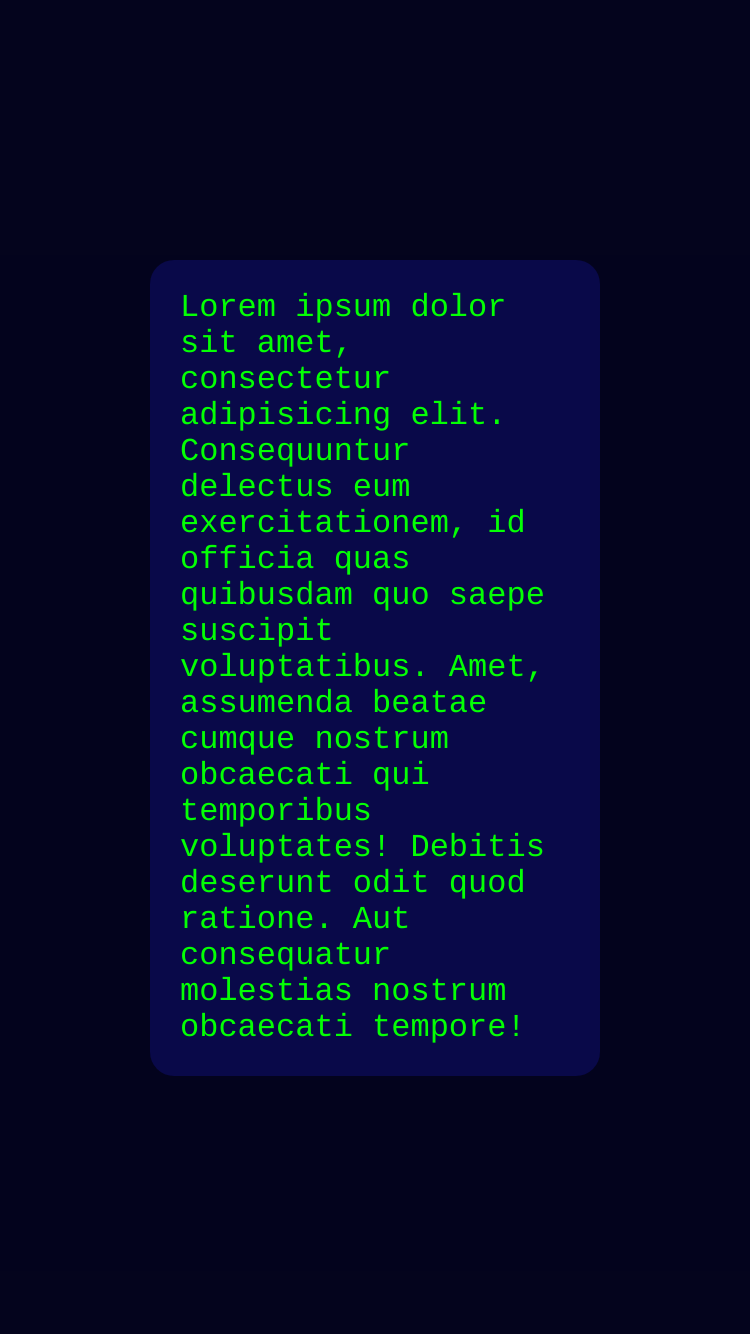 Lorem ipsum dolor
sit amet,
consectetur
adipisicing elit.
Consequuntur
delectus eum
exercitationem, id
officia quas
quibusdam quo saepe
suscipit
voluptatibus. Amet,
assumenda beatae
cumque nostrum
obcaecati qui
temporibus
voluptates! Debitis
deserunt odit quod
ratione. Aut
consequatur
molestias nostrum
obcaecati tempore!